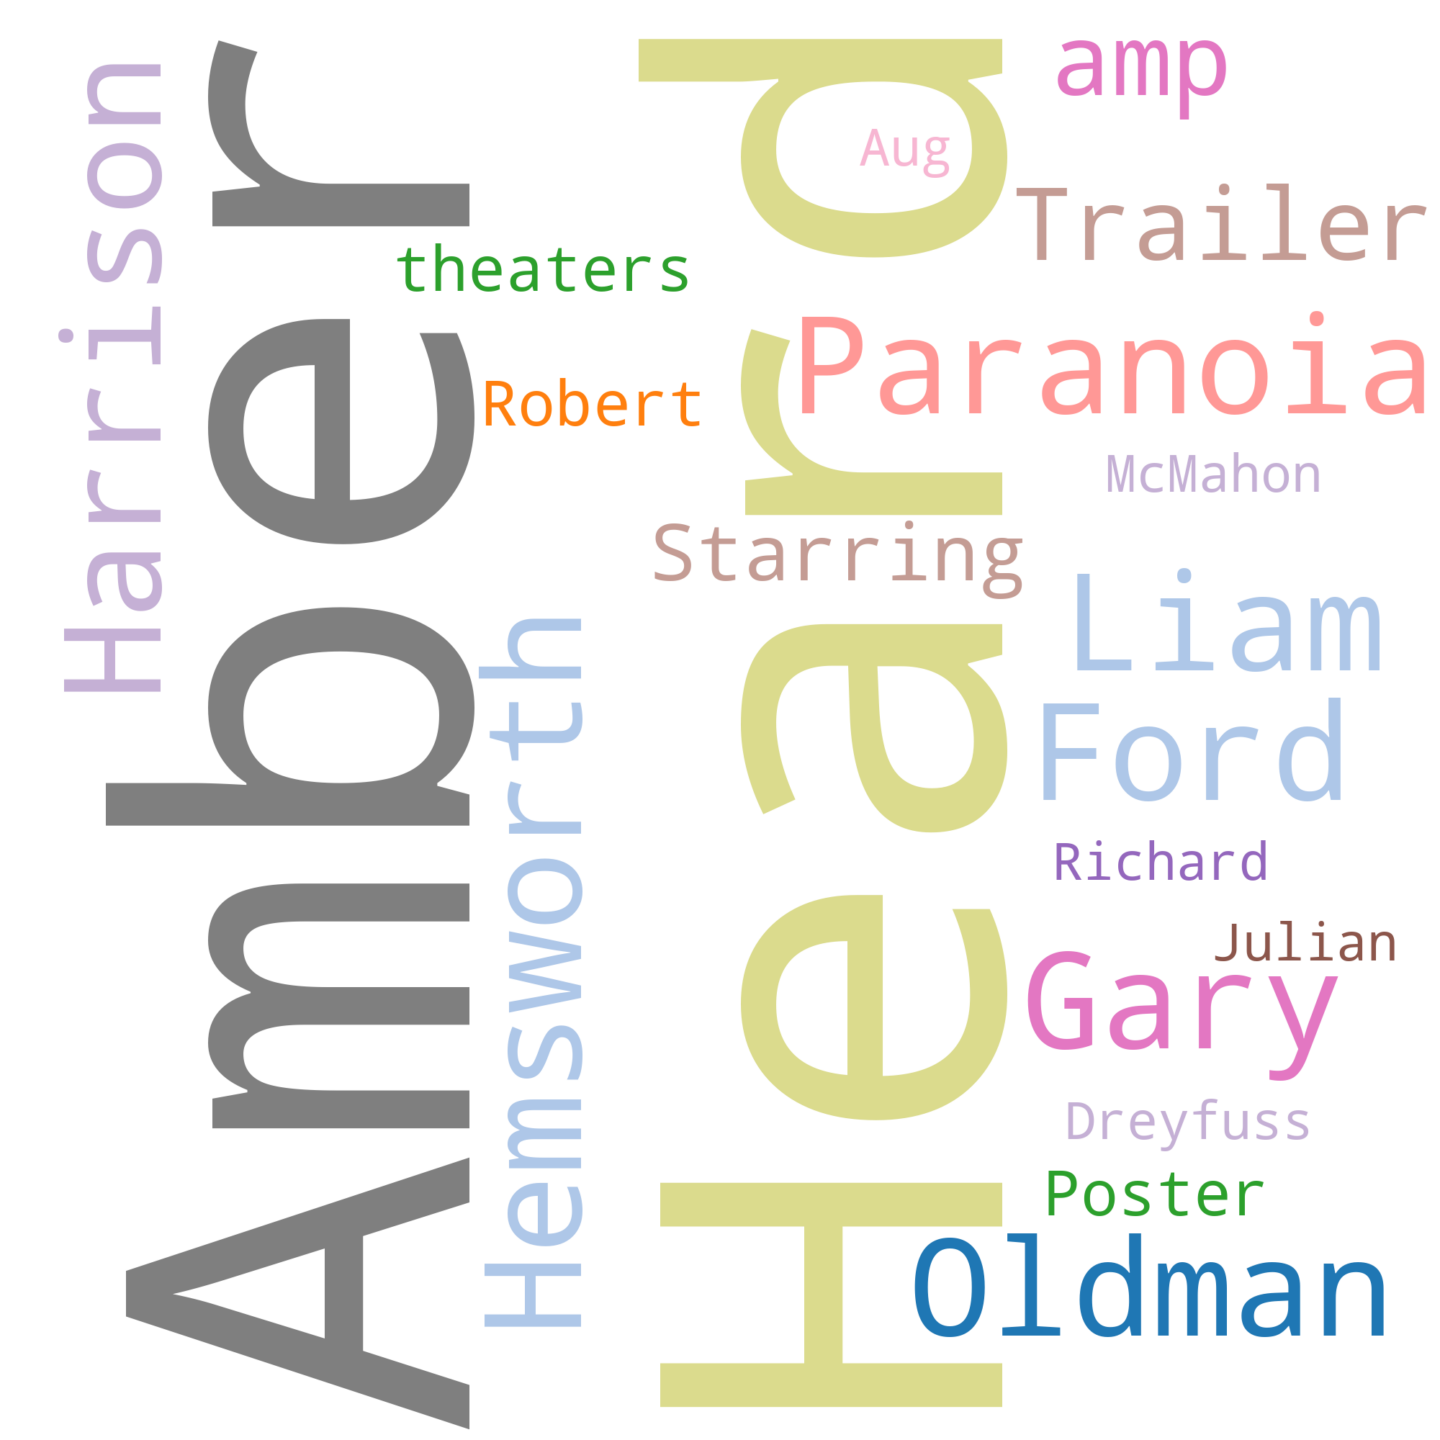 Harrison
Amber
theaters
Robert
Hemsworth
Heard
Aug
amp
Trailer
Paranoia
McMahon
Starring
Liam
Ford
Richard
Julian
Gary
Dreyfuss
Poster
Oldman